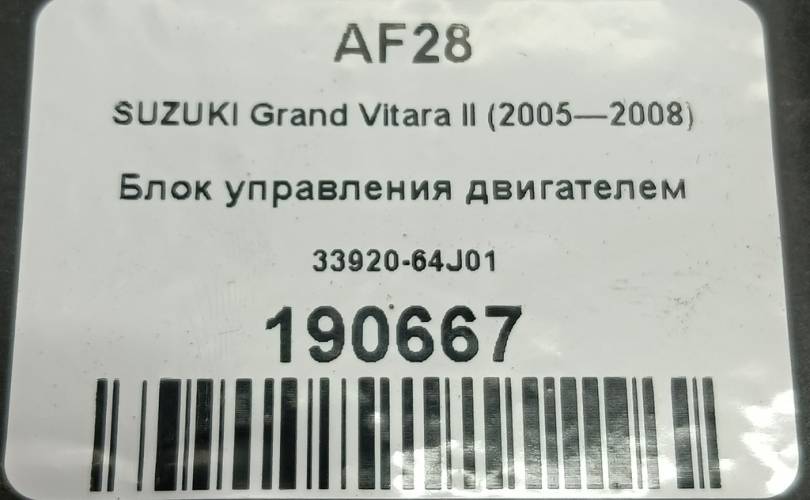 AF28
SUZUKI Grand Vitara II (2005—2008)
Блок управления двигателем
33920-64J01
190667